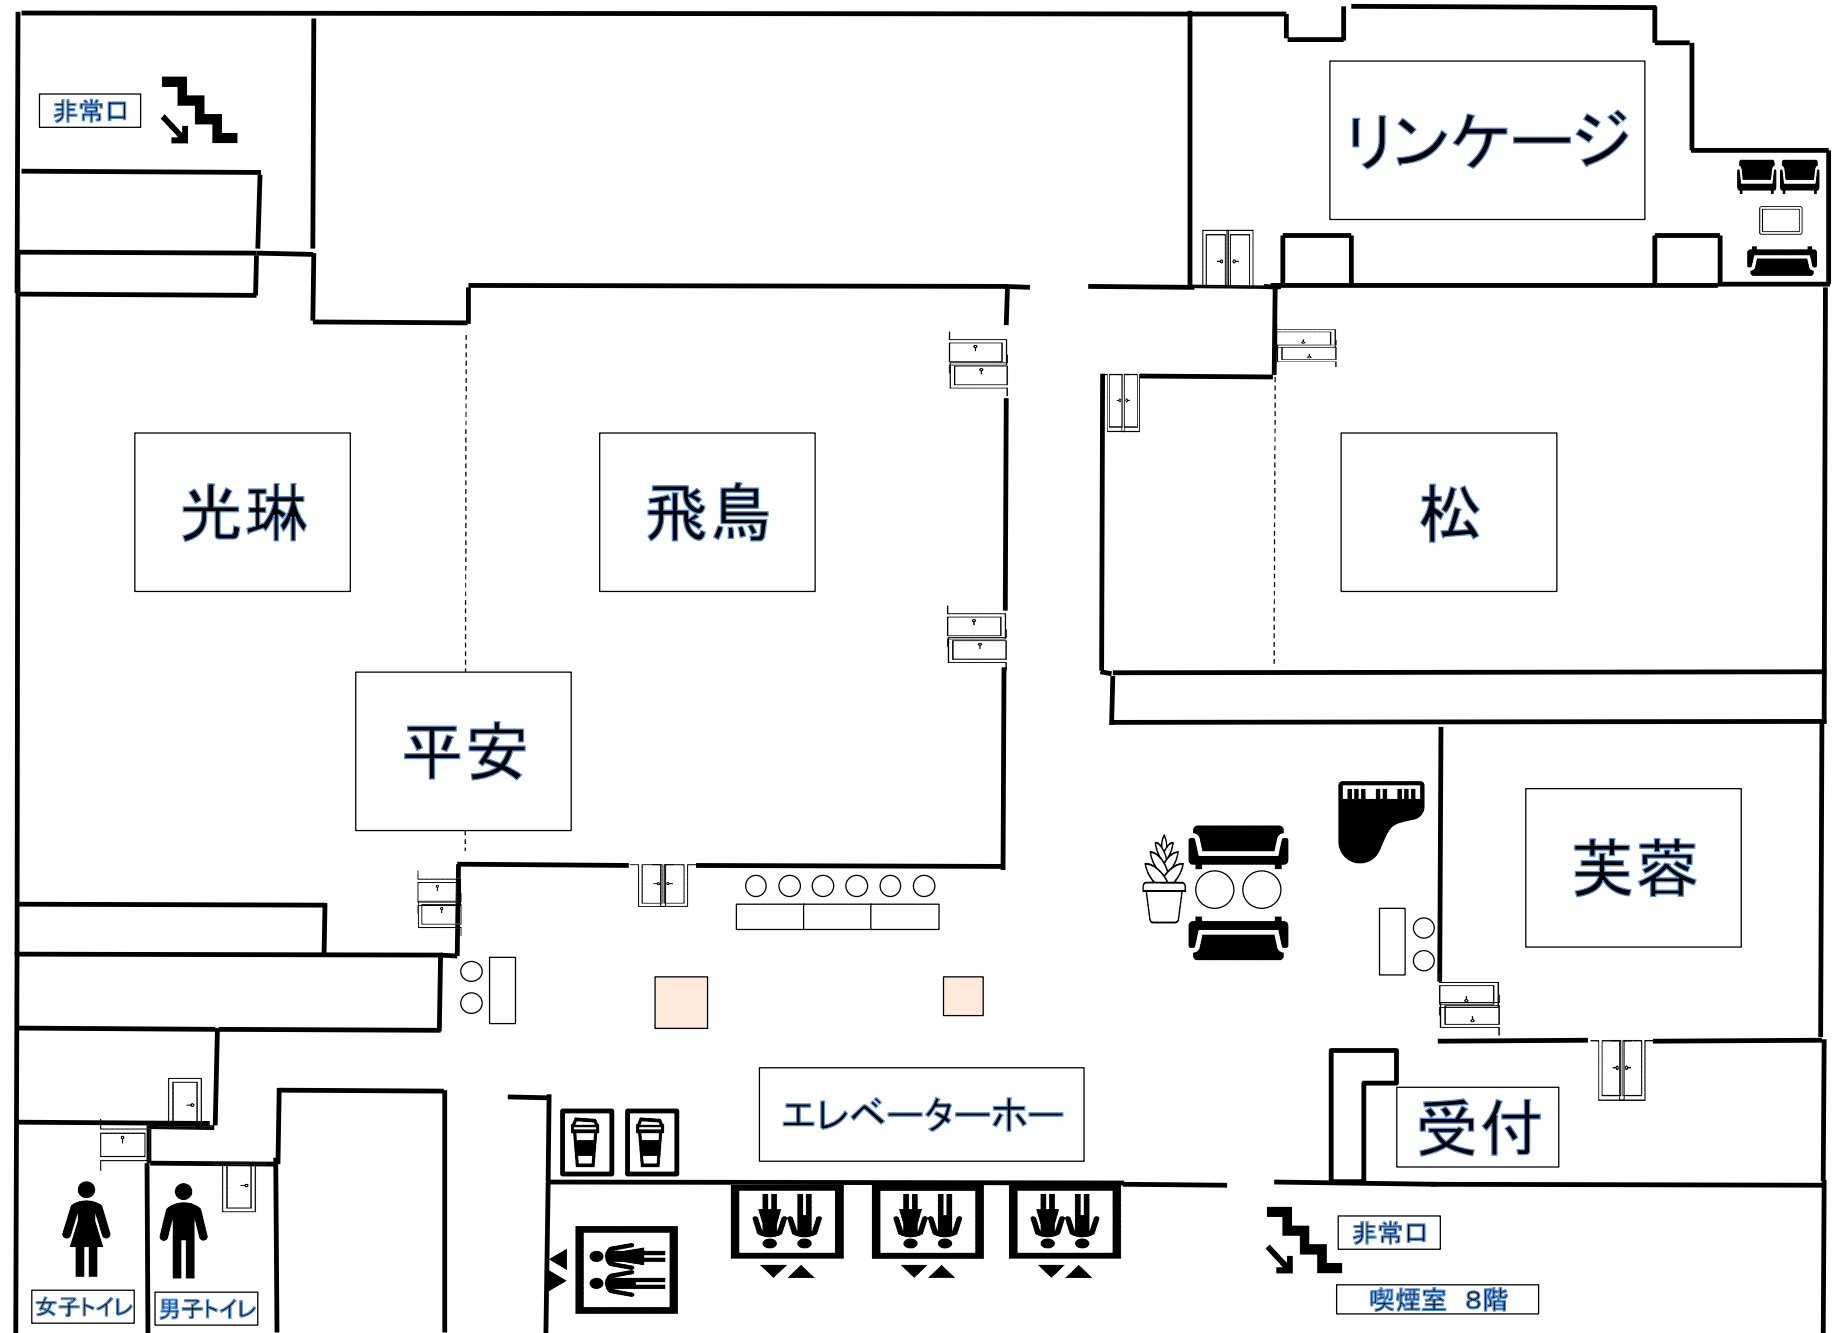 非常口
リンケージ
光琳
飛鳥
松
平安
芙蓉
エレベーターホー
受付
非常口
女子トイレ
男子トイレ
喫煙室　8階